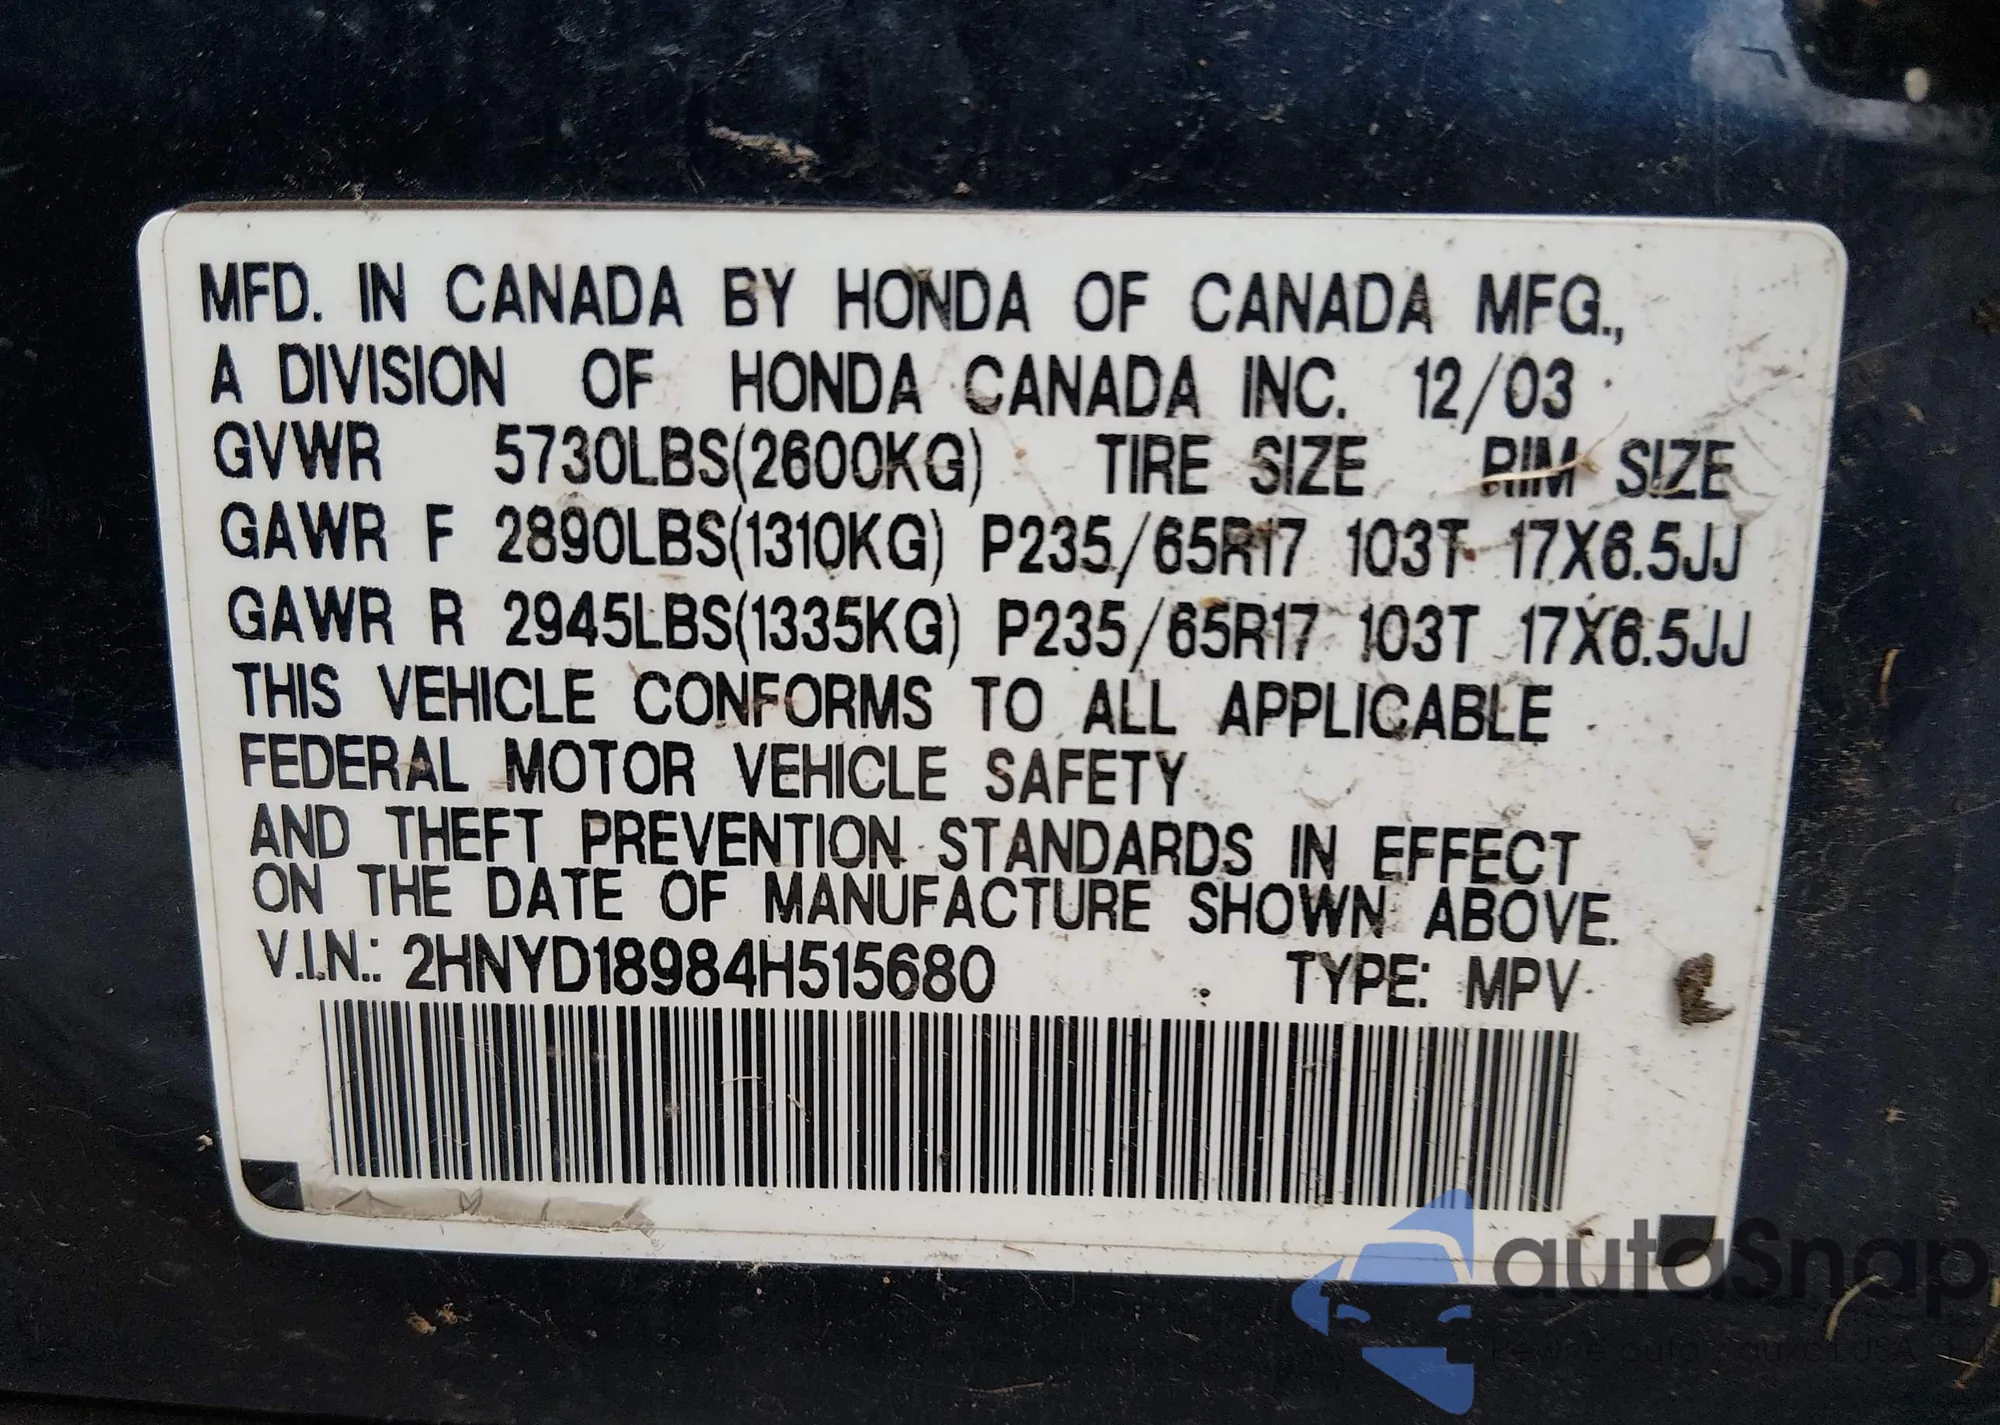 MFD. IN CANADA BY HONDA OF CANADA MFG.,
A DIVISION OF HONDA CANADA INC. 12/03
GVWR 5730LBS(2600KG) TIRE SIZE RIM SIZE
GAWR F 2890LBS(1310KG) P235/65R17 103T 17X6.5JJ
GAWR R 2945LBS(1335KG) P235/65R17 103T 17X6.5JJ
THIS VEHICLE CONFORMS TO ALL APPLICABLE
FEDERAL MOTOR VEHICLE SAFETY
AND THEFT PREVENTION STANDARDS IN EFFECT
ON THE DATE OF MANUFACTURE SHOWN ABOVE.
V.I.N.: 2HNYD18984H515680 TYPE: MPV
autoSnap
auta z aukcji USA